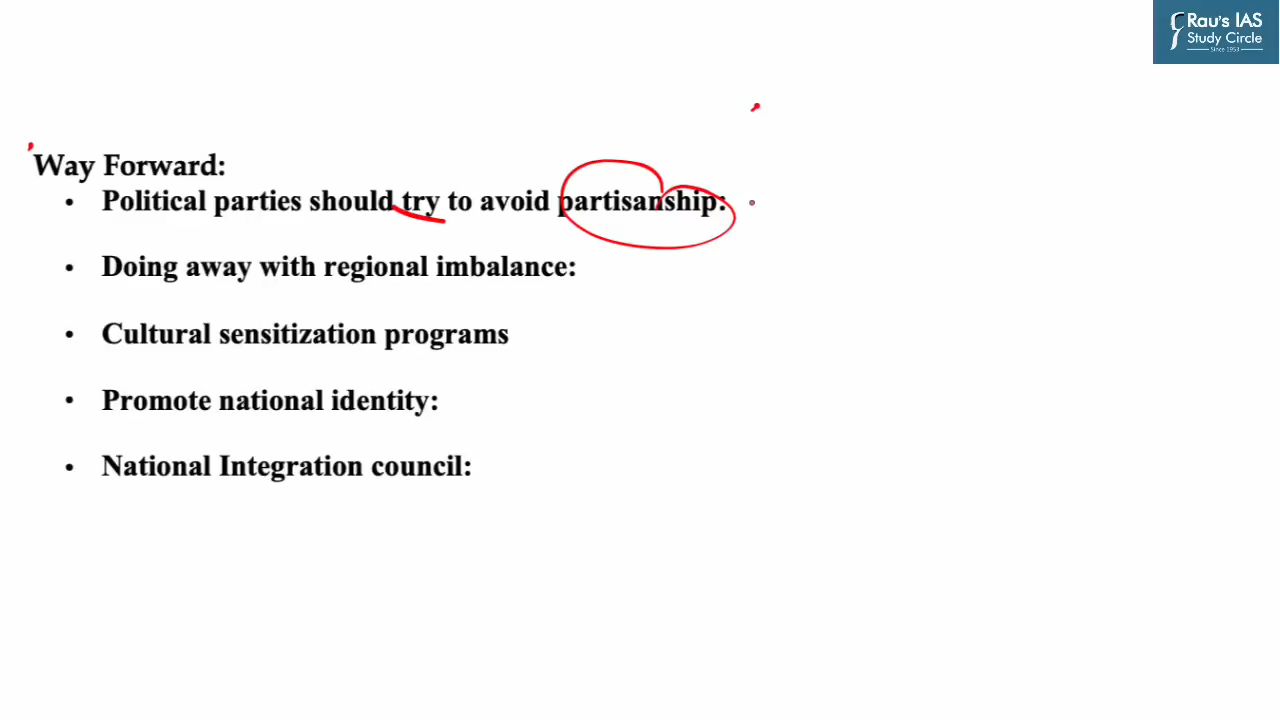 Rau's IAS
Study Circle
Since 1953
Way Forward:
• Political parties should try to avoid partisanship:
• Doing away with regional imbalance:
• Cultural sensitization programs
• Promote national identity:
• National Integration council: